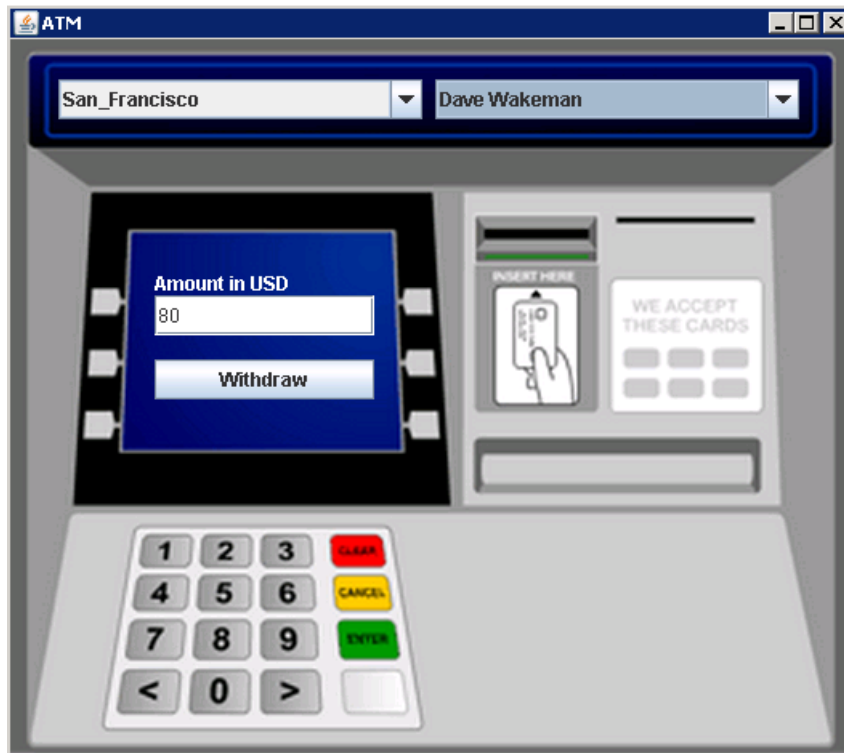 ATM
San_Francisco
Dave Wakeman
Amount in USD
80
Withdraw
INSERT HERE
WE ACCEPT
THESE CARDS
1 2 3 CLEAR
4 5 6 CANCEL
7 8 9 ENTER
< 0 >